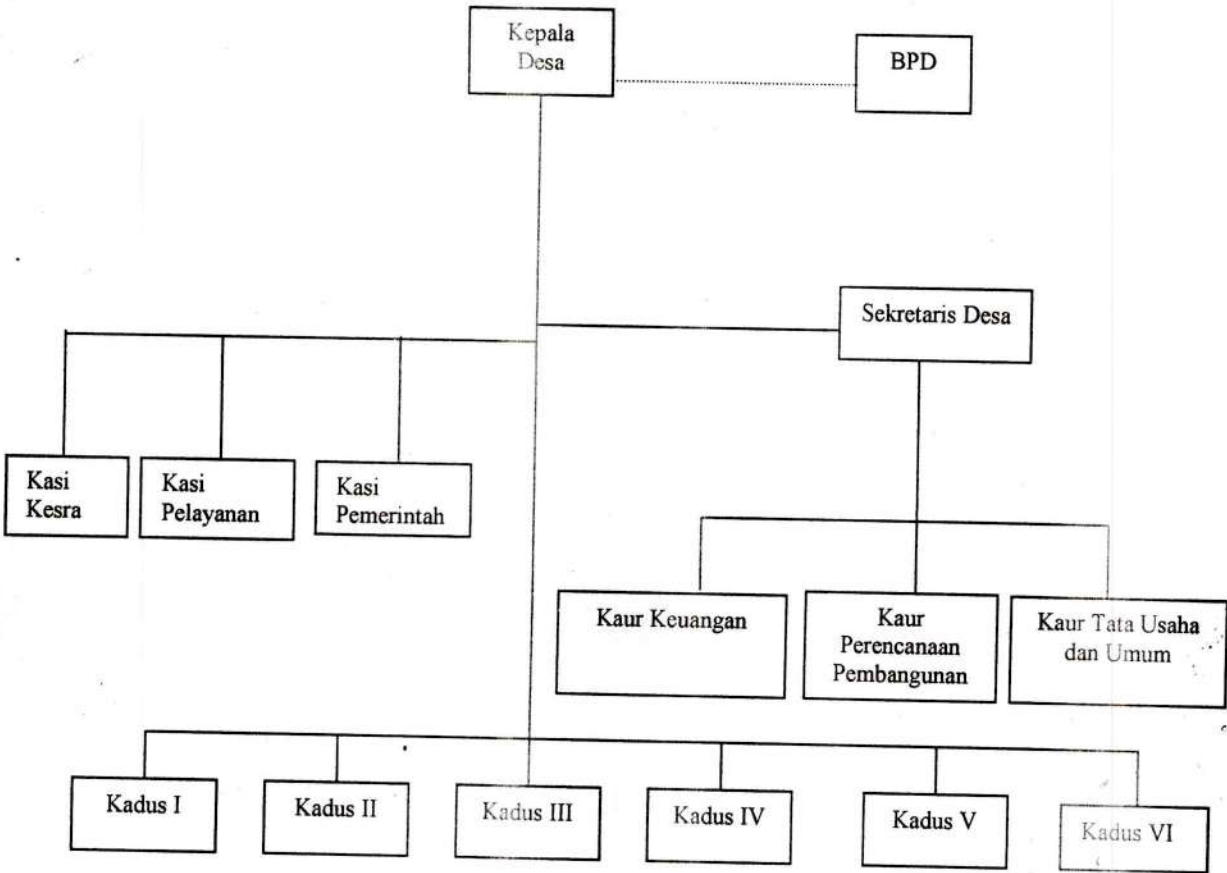 Kepala
Desa
BPD
Sekretaris Desa
Kasi
Kesra
Kasi
Pelayanan
Kasi
Pemerintah
Kaur Keuangan
Kaur
Perencanaan
Pembangunan
Kaur Tata Usaha
dan Umum
Kadus I
Kadus II
Kadus III
Kadus IV
Kadus V
Kadus VI